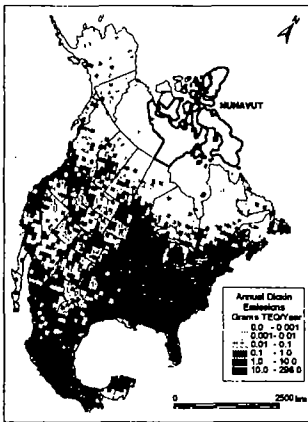 N
NUNAVUT
Annual Dioxin
Emissions
Grams TEQ/Year
0.0 - 0.001
0.001-0.01
0.01 - 0.1
0.1 - 1.0
1.0 - 10.0
10.0 - 296.0
0
2500 km